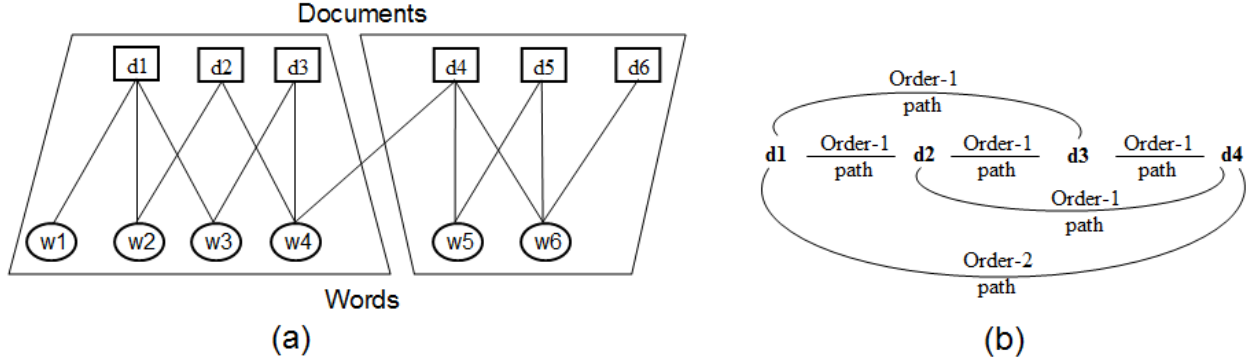 Documents
d1 d2 d3 d4 d5 d6
w1 w2 w3 w4 w5 w6
Words
(a)
Order-1
path
d1 Order-1 d2 Order-1 d3 Order-1 d4
path path path
Order-1
path
Order-2
path
(b)